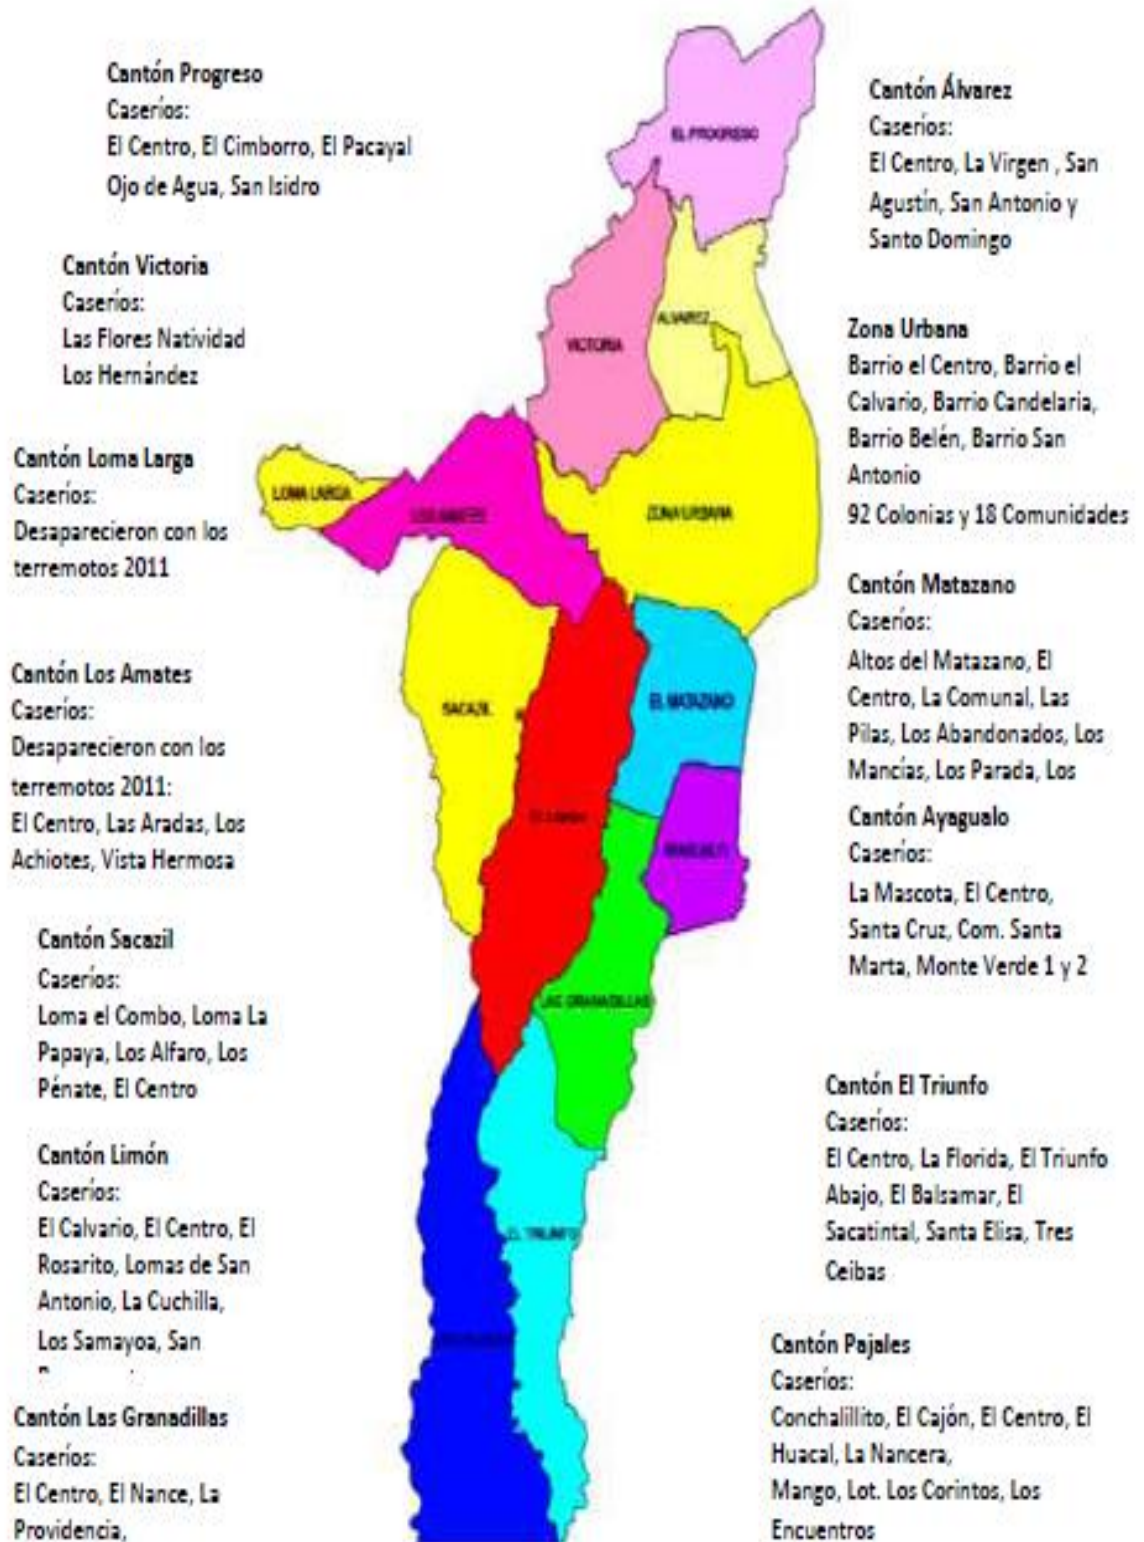 Cantón Progreso
Caseríos:
El Centro, El Cimborro, El Pacayal
Ojo de Agua, San Isidro
Cantón Victoria
Caseríos:
Las Flores Natividad
Los Hernández
Cantón Loma Larga
Caseríos:
Desaparecieron con los
terremotos 2011
Cantón Los Amates
Caseríos:
Desaparecieron con los
terremotos 2011:
El Centro, Las Aradas, Los
Achiotes, Vista Hermosa
Cantón Sacazil
Caseríos:
Loma el Combo, Loma La
Papaya, Los Alfaro, Los
Pénate, El Centro
Cantón Limón
Caseríos:
El Calvario, El Centro, El
Rosarito, Lomas de San
Antonio, La Cuchilla,
Los Samayoa, San
Cantón Las Granadillas
Caseríos:
El Centro, El Nance, La
Providencia,
EL PROGRESO
VICTORIA
ALVAREZ
LOMA LARGA
LOS AMATES
ZONA URBANA
SACAZIL
EL MATAZANO
LAS GRANADILLAS
EL TRIUNFO
Cantón Álvarez
Caseríos:
El Centro, La Virgen , San
Agustín, San Antonio y
Santo Domingo
Zona Urbana
Barrio el Centro, Barrio el
Calvario, Barrio Candelaria,
Barrio Belén, Barrio San
Antonio
92 Colonias y 18 Comunidades
Cantón Matazano
Caseríos:
Altos del Matazano, El
Centro, La Comunal, Las
Pilas, Los Abandonados, Los
Mancías, Los Parada, Los
Cantón Ayagualo
Caseríos:
La Mascota, El Centro,
Santa Cruz, Com. Santa
Marta, Monte Verde 1 y 2
Cantón El Triunfo
Caseríos:
El Centro, La Florida, El Triunfo
Abajo, El Balsamar, El
Sacatintal, Santa Elisa, Tres
Ceibas
Cantón Pajales
Caseríos:
Conchalillito, El Cajón, El Centro, El
Huacal, La Nancera,
Mango, Lot. Los Corintos, Los
Encuentros